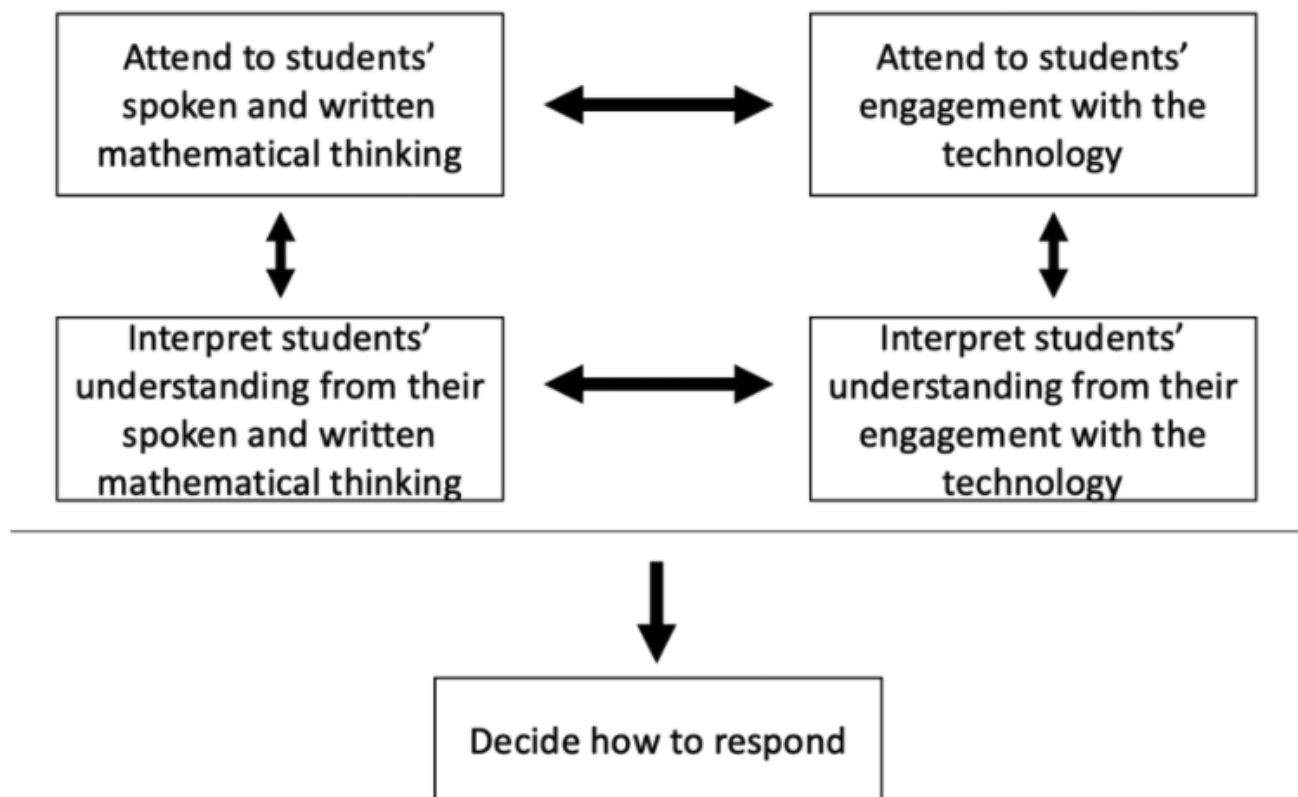 Attend to students’
spoken and written
mathematical thinking
Attend to students’
engagement with the
technology
Interpret students’
understanding from their
spoken and written
mathematical thinking
Interpret students’
understanding from their
engagement with the
technology
Decide how to respond